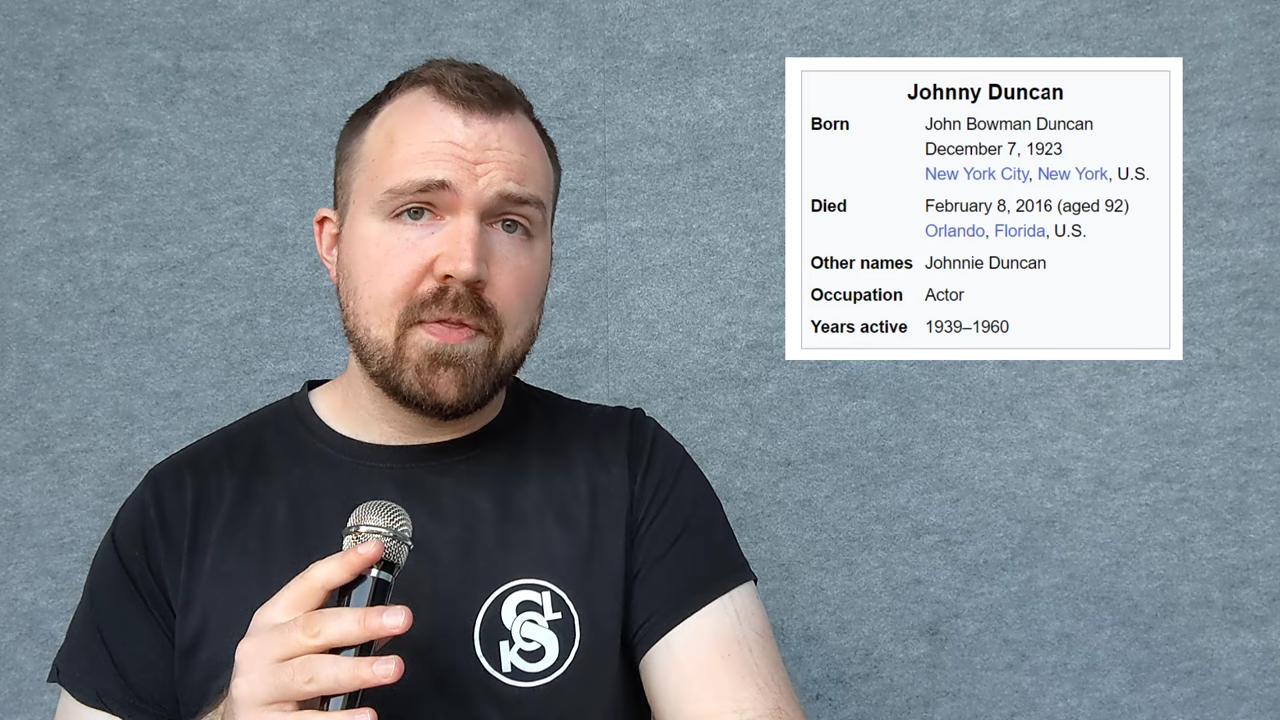 Johnny Duncan
Born John Bowman Duncan
December 7, 1923
New York City, New York, U.S.
Died February 8, 2016 (aged 92)
Orlando, Florida, U.S.
Other names Johnnie Duncan
Occupation Actor
Years active 1939–1960